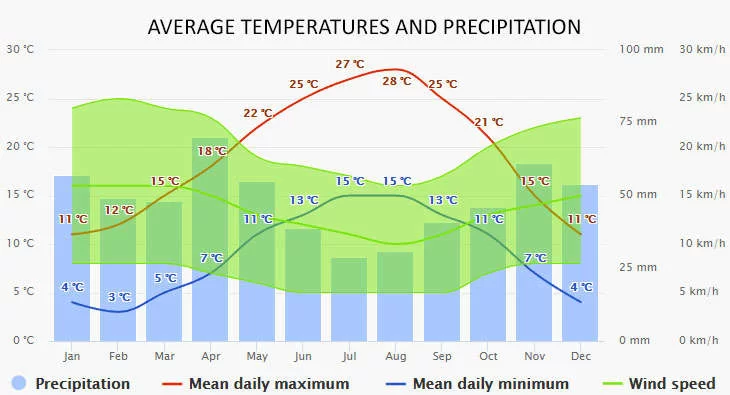 AVERAGE TEMPERATURES AND PRECIPITATION
30 °C 100 mm 30 km/h
27 °C
28 °C
25 °C 25 °C 25 °C 25 km/h
22 °C 21 °C 75 mm
20 °C 20 km/h
18 °C
15 °C 15 °C 15 °C 15 °C 15 °C 50 mm 15 km/h
13 °C 13 °C
11 °C 12 °C 11 °C 11 °C 11 °C
10 °C 10 km/h
7 °C 7 °C 25 mm
5 °C 4 °C 3 °C 5 °C 4 °C 5 km/h
0 °C 0 mm 0 km/h
Jan Feb Mar Apr May Jun Jul Aug Sep Oct Nov Dec
Precipitation Mean daily maximum Mean daily minimum Wind speed